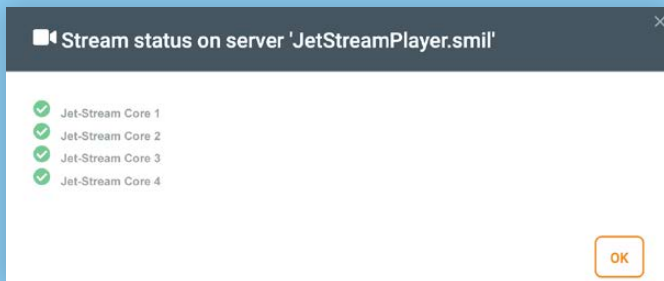 Stream status on server 'JetStreamPlayer.smil'
Jet-Stream Core 1
Jet-Stream Core 2
Jet-Stream Core 3
Jet-Stream Core 4
OK